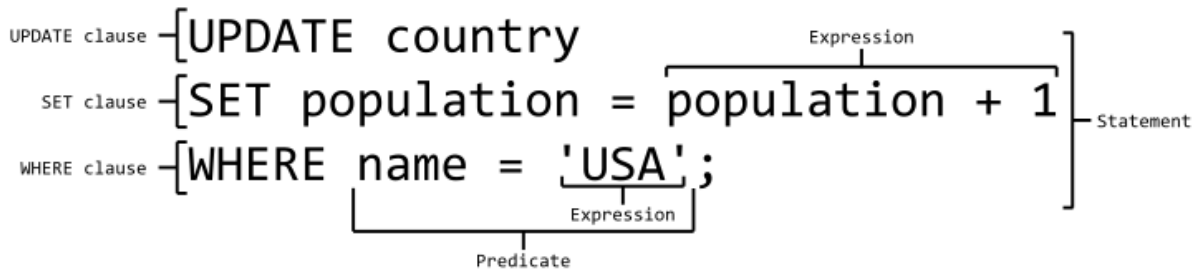 UPDATE clause UPDATE country
Expression
SET clause SET population = population + 1
Statement
WHERE clause WHERE name = 'USA';
Expression
Predicate